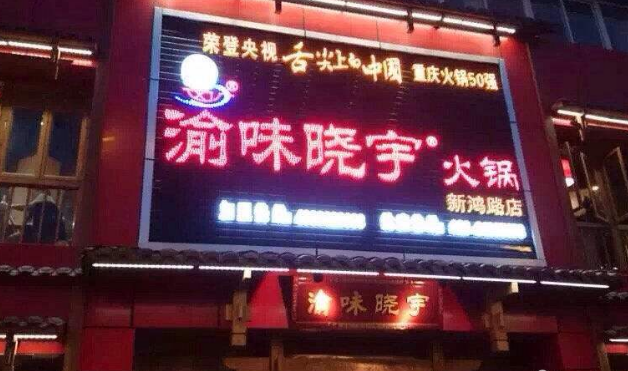 荣登央视 舌尖上的中國 重庆火锅50强
渝味晓宇® 火锅
新鸿路店
渝味晓宇